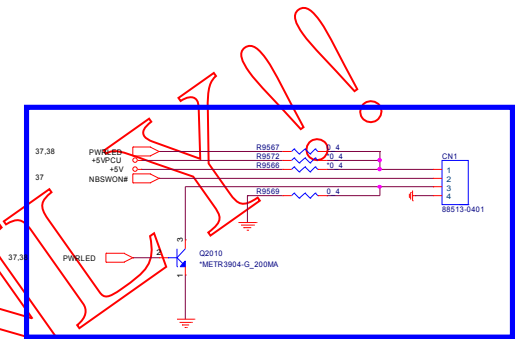 37,38 PWRLED R9567 0_4
+5VPCU R9572 *0_4 CN1
+5V R9566 *0_4 1
37 NBSWON# 2
3
R9569 0_4 4
88513-0401
3
37,3 PWRLED 2 Q2010
*METR3904-G_200MA
1